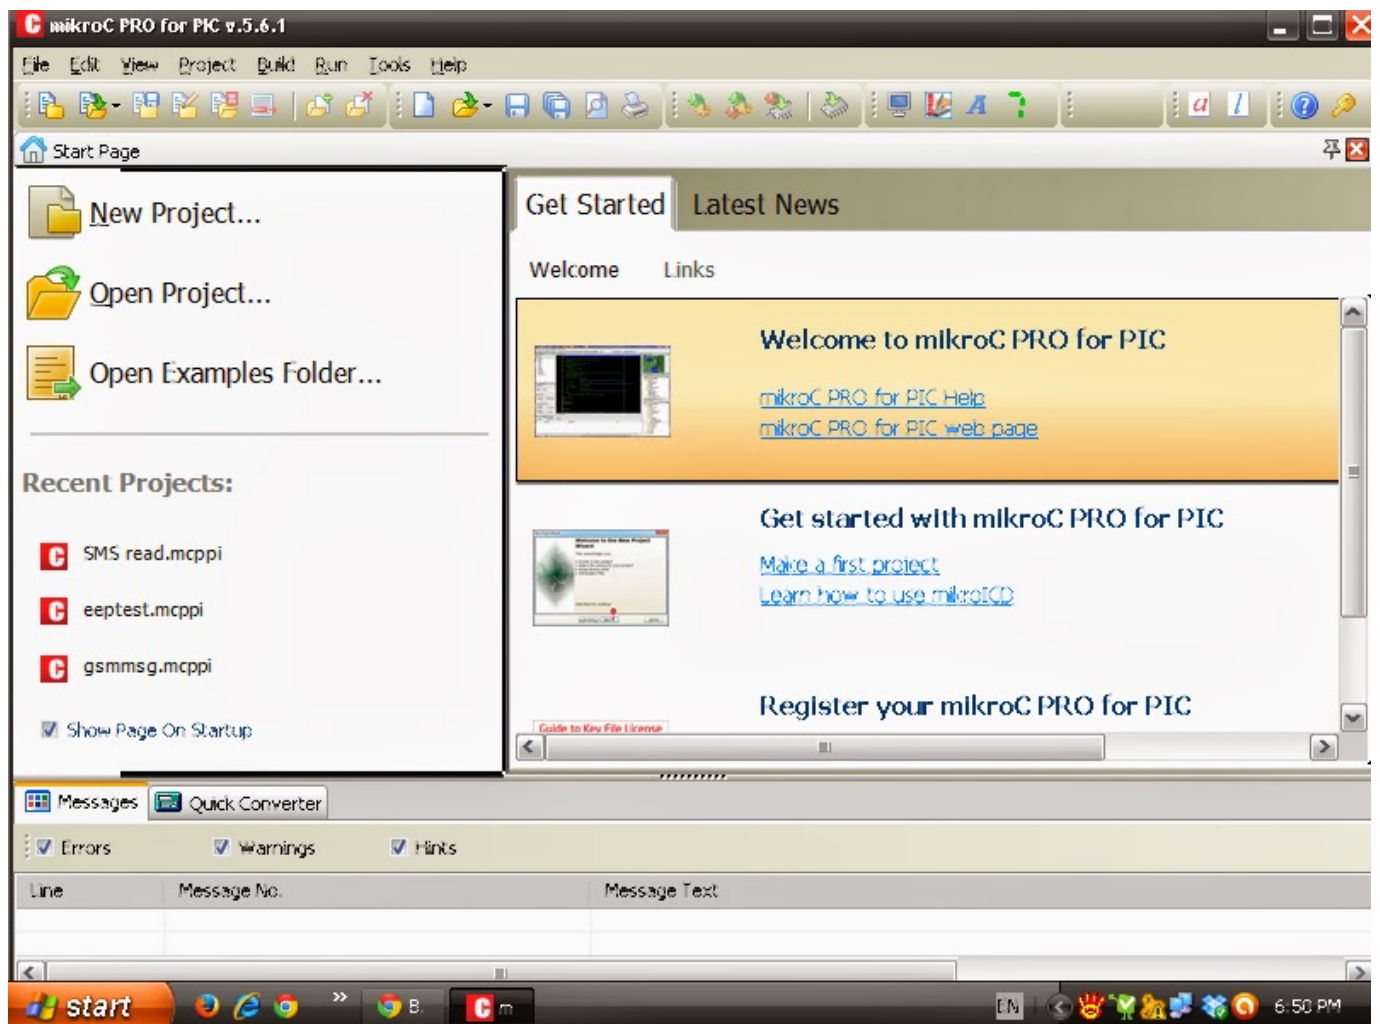 mikroC PRO for PIC v.5.6.1
File Edit View Project Build Run Tools Help
Start Page
New Project...
Open Project...
Open Examples Folder...
Recent Projects:
SMS read.mcppi
eeptest.mcppi
gsmmsg.mcppi
Show Page On Startup
Get Started Latest News
Welcome Links
Welcome to mikroC PRO for PIC
mikroC PRO for PIC Help
mikroC PRO for PIC web page
Get started with mikroC PRO for PIC
Make a first project
Learn how to use mikroICD
Register your mikroC PRO for PIC
Guide to Key File License
Messages Quick Converter
Errors Warnings Hints
Line Message No. Message Text
start B. m EN 6:50 PM